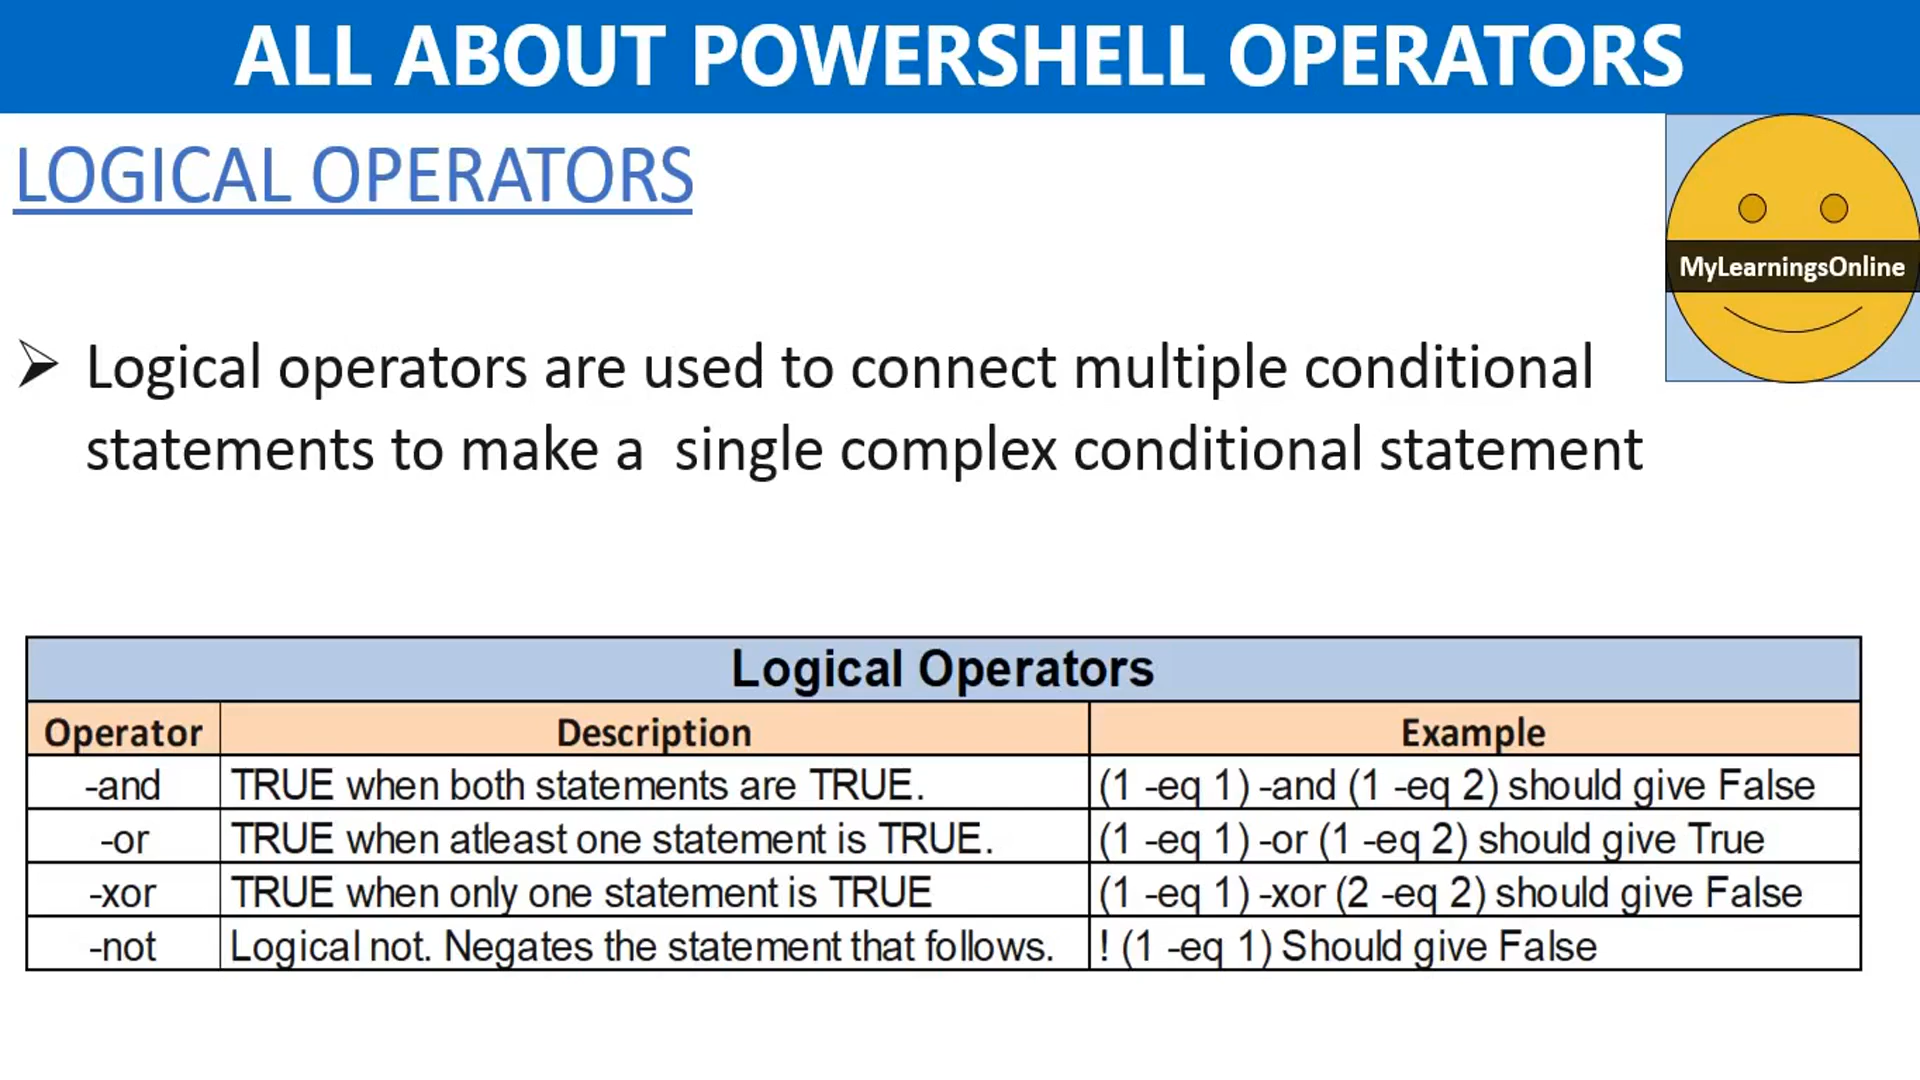 ALL ABOUT POWERSHELL OPERATORS
LOGICAL OPERATORS
MyLearningsOnline
Logical operators are used to connect multiple conditional
statements to make a  single complex conditional statement
Logical Operators
Operator Description Example
-and TRUE when both statements are TRUE. (1 -eq 1) -and (1 -eq 2) should give False
-or TRUE when atleast one statement is TRUE. (1 -eq 1) -or (1 -eq 2) should give True
-xor TRUE when only one statement is TRUE (1 -eq 1) -xor (2 -eq 2) should give False
-not Logical not. Negates the statement that follows. ! (1 -eq 1) Should give False